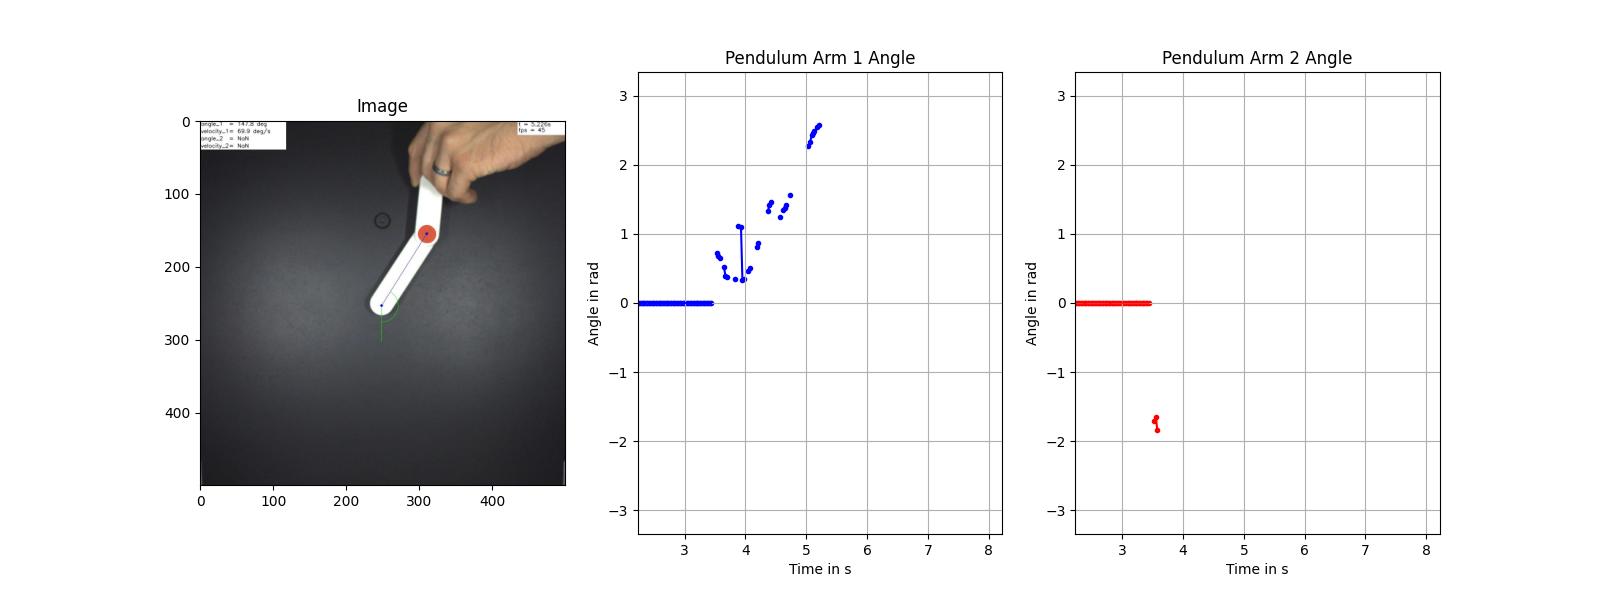 Pendulum Arm 1 Angle
Pendulum Arm 2 Angle
Image
angle_1 = 147.8 deg
velocity_1= 69.9 deg/s
angle_2 = NaN
velocity_2= NaN
t = 5.226s
fps = 45
0
100
200
300
400
0 100 200 300 400
3
2
1
0
−1
−2
−3
Angle in rad
3 4 5 6 7 8
Time in s
3
2
1
0
−1
−2
−3
Angle in rad
3 4 5 6 7 8
Time in s